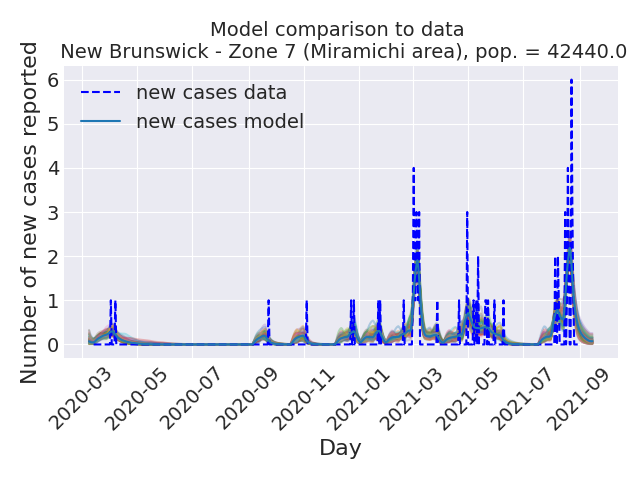 Model comparison to data
New Brunswick - Zone 7 (Miramichi area), pop. = 42440.0
Number of new cases reported
6
5
4
3
2
1
0
new cases data
new cases model
2020-03
2020-05
2020-07
2020-09
2020-11
2021-01
2021-03
2021-05
2021-07
2021-09
Day